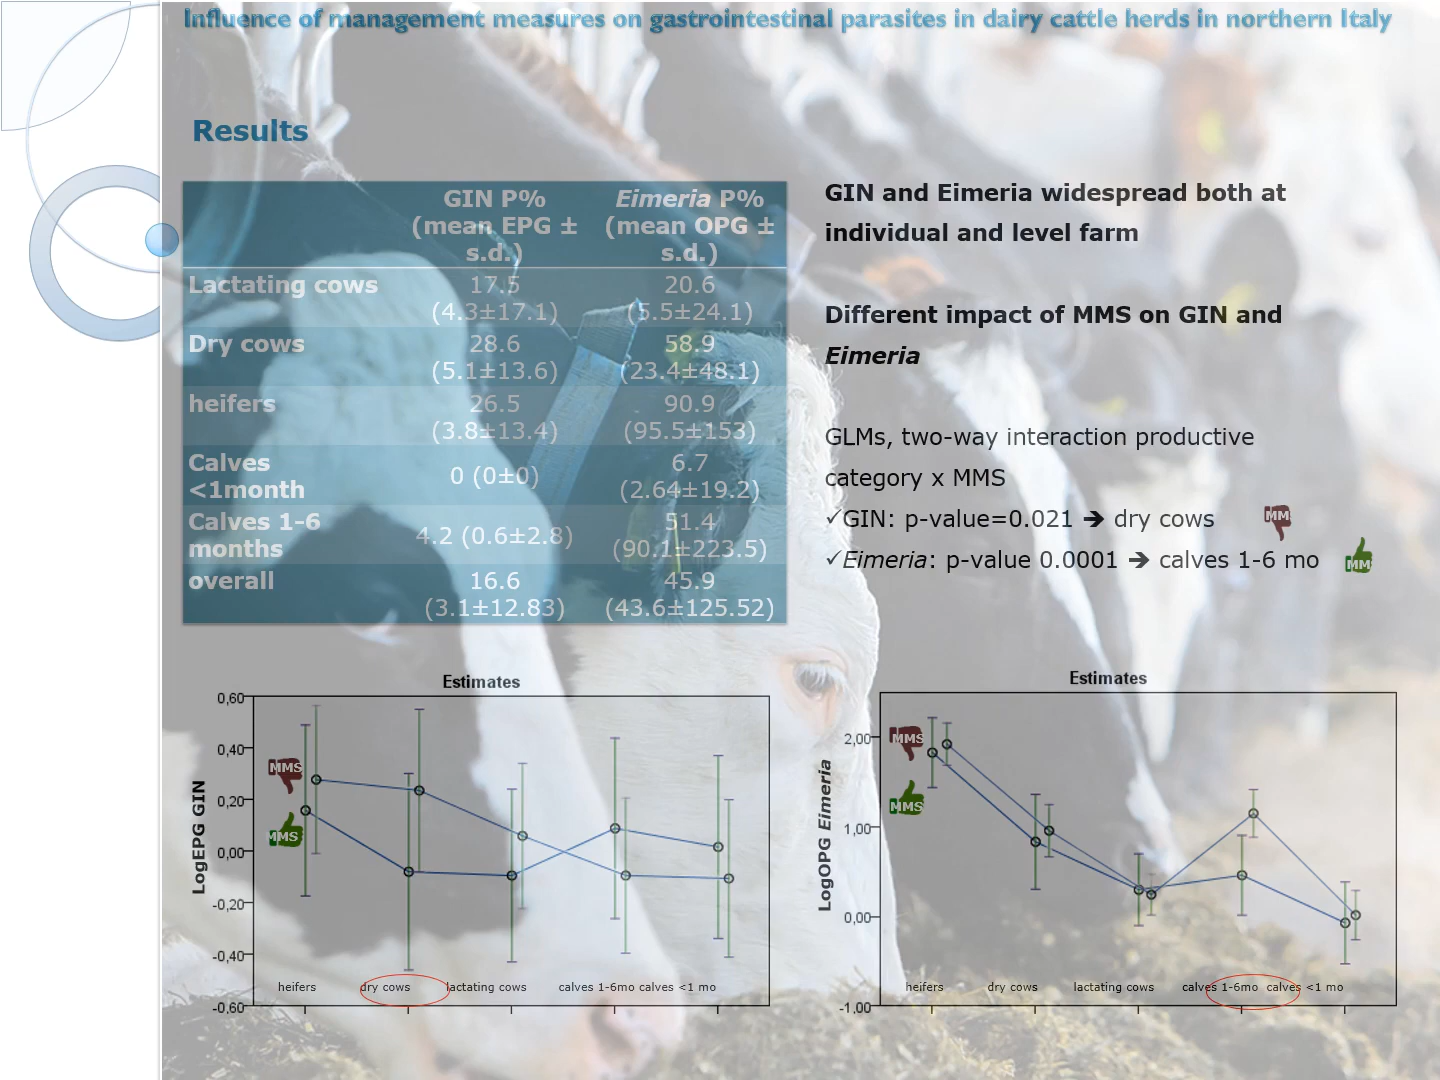 Influence of management measures on gastrointestinal parasites in dairy cattle herds in northern Italy
Results
GIN P%
(mean EPG ±
s.d.)
Eimeria P%
(mean OPG ±
s.d.)
Lactating cows
17.5
(4.3±17.1)
20.6
(5.5±24.1)
Dry cows
28.6
(5.1±13.6)
58.9
(23.4±48.1)
heifers
26.5
(3.8±13.4)
90.9
(95.5±153)
Calves
<1month
0 (0±0)
6.7
(2.64±19.2)
Calves 1-6
months
4.2 (0.6±2.8)
51.4
(90.1±223.5)
overall
16.6
(3.1±12.83)
45.9
(43.6±125.52)
GIN and Eimeria widespread both at
individual and level farm
Different impact of MMS on GIN and
Eimeria
GLMs, two-way interaction productive
category x MMS
✓GIN: p-value=0.021 ➔ dry cows
MM
✓Eimeria: p-value 0.0001 ➔ calves 1-6 mo
MM
Estimates
LogEPG GIN
0,60
0,40
0,20
0,00
-0,20
-0,40
-0,60
MMS
MMS
heifers
dry cows
lactating cows
calves 1-6mo
calves <1 mo
Estimates
LogOPG Eimeria
2,00
1,00
0,00
-1,00
MMS
MMS
heifers
dry cows
lactating cows
calves 1-6mo
calves <1 mo